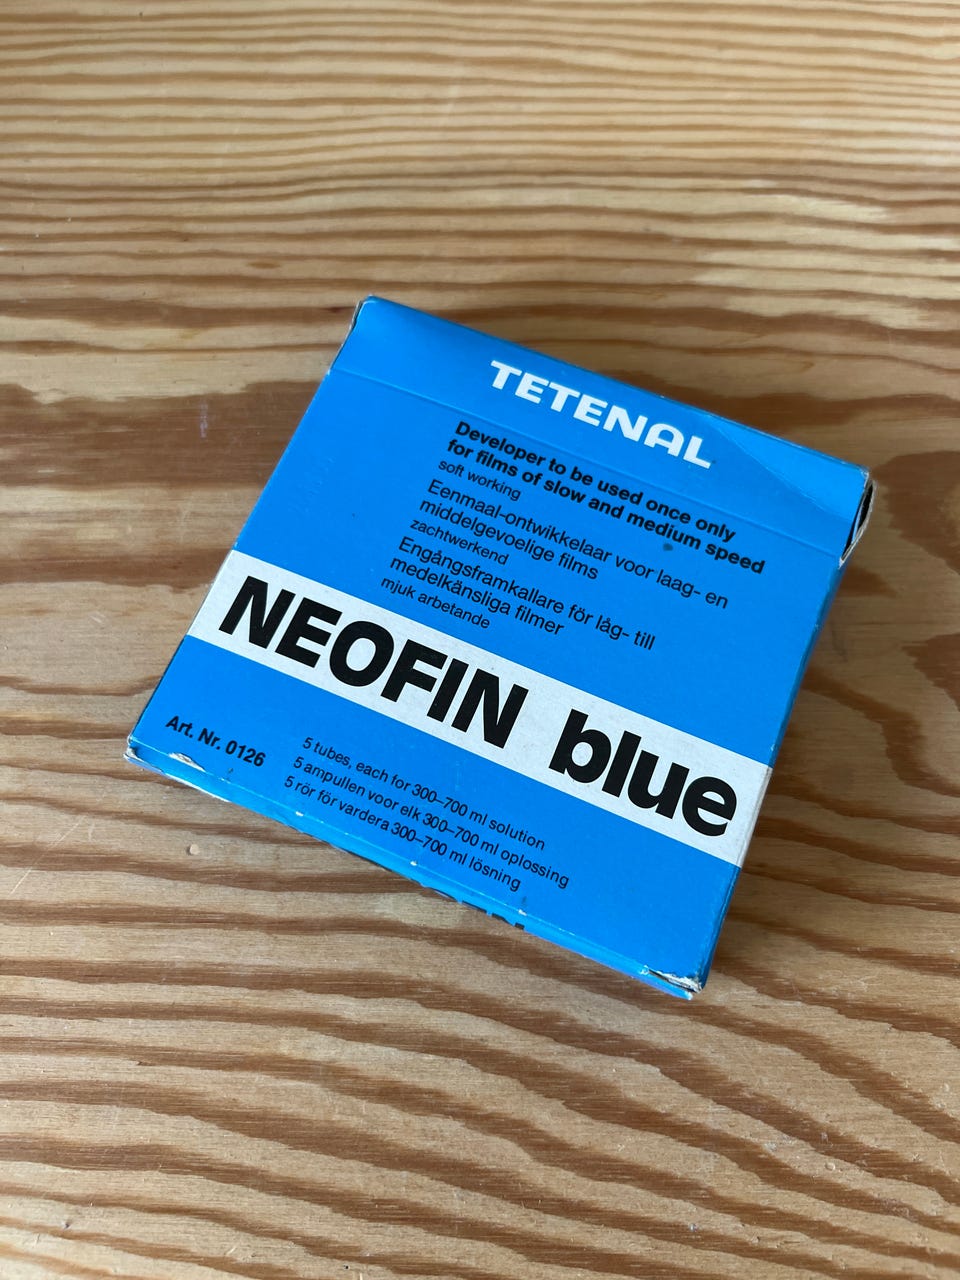 TETENAL
Developer to be used once only
for films of slow and medium speed
soft working
Eenmaal-ontwikkelaar voor laag- en
middelgevoelige films
zachtwerkend
Engångsframkallare för låg- till
medelkänsliga filmer
mjuk arbetande
NEOFIN blue
Art. Nr. 0126
5 tubes, each for 300–700 ml solution
5 ampullen voor elk 300–700 ml oplossing
5 rör för vardera 300–700 ml lösning